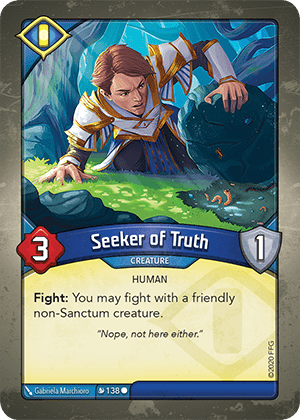 Seeker of Truth
CREATURE
3
1
HUMAN
Fight: You may fight with a friendly
non-Sanctum creature.
"Nope, not here either."
Gabriela Marchioro
138
©2020 FFG